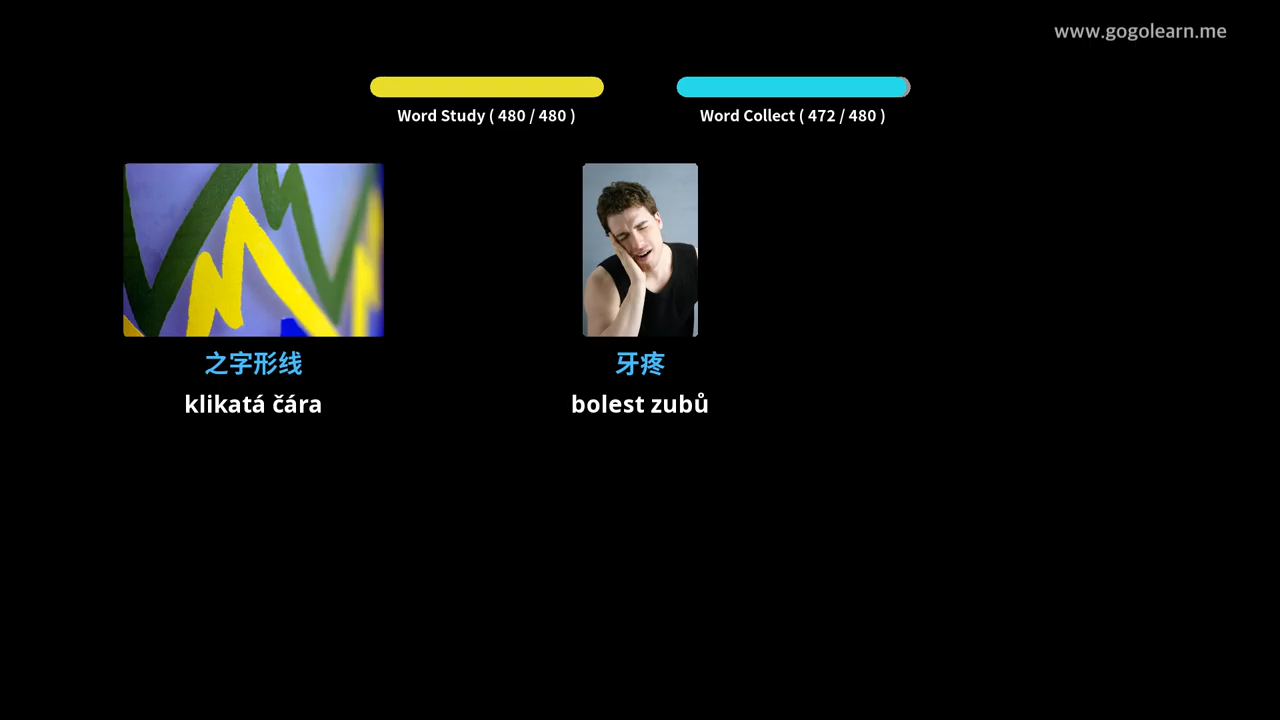 www.gogolearn.me
Word Study ( 480 / 480 )
Word Collect ( 472 / 480 )
之字形线
klikatá čára
牙疼
bolest zubů